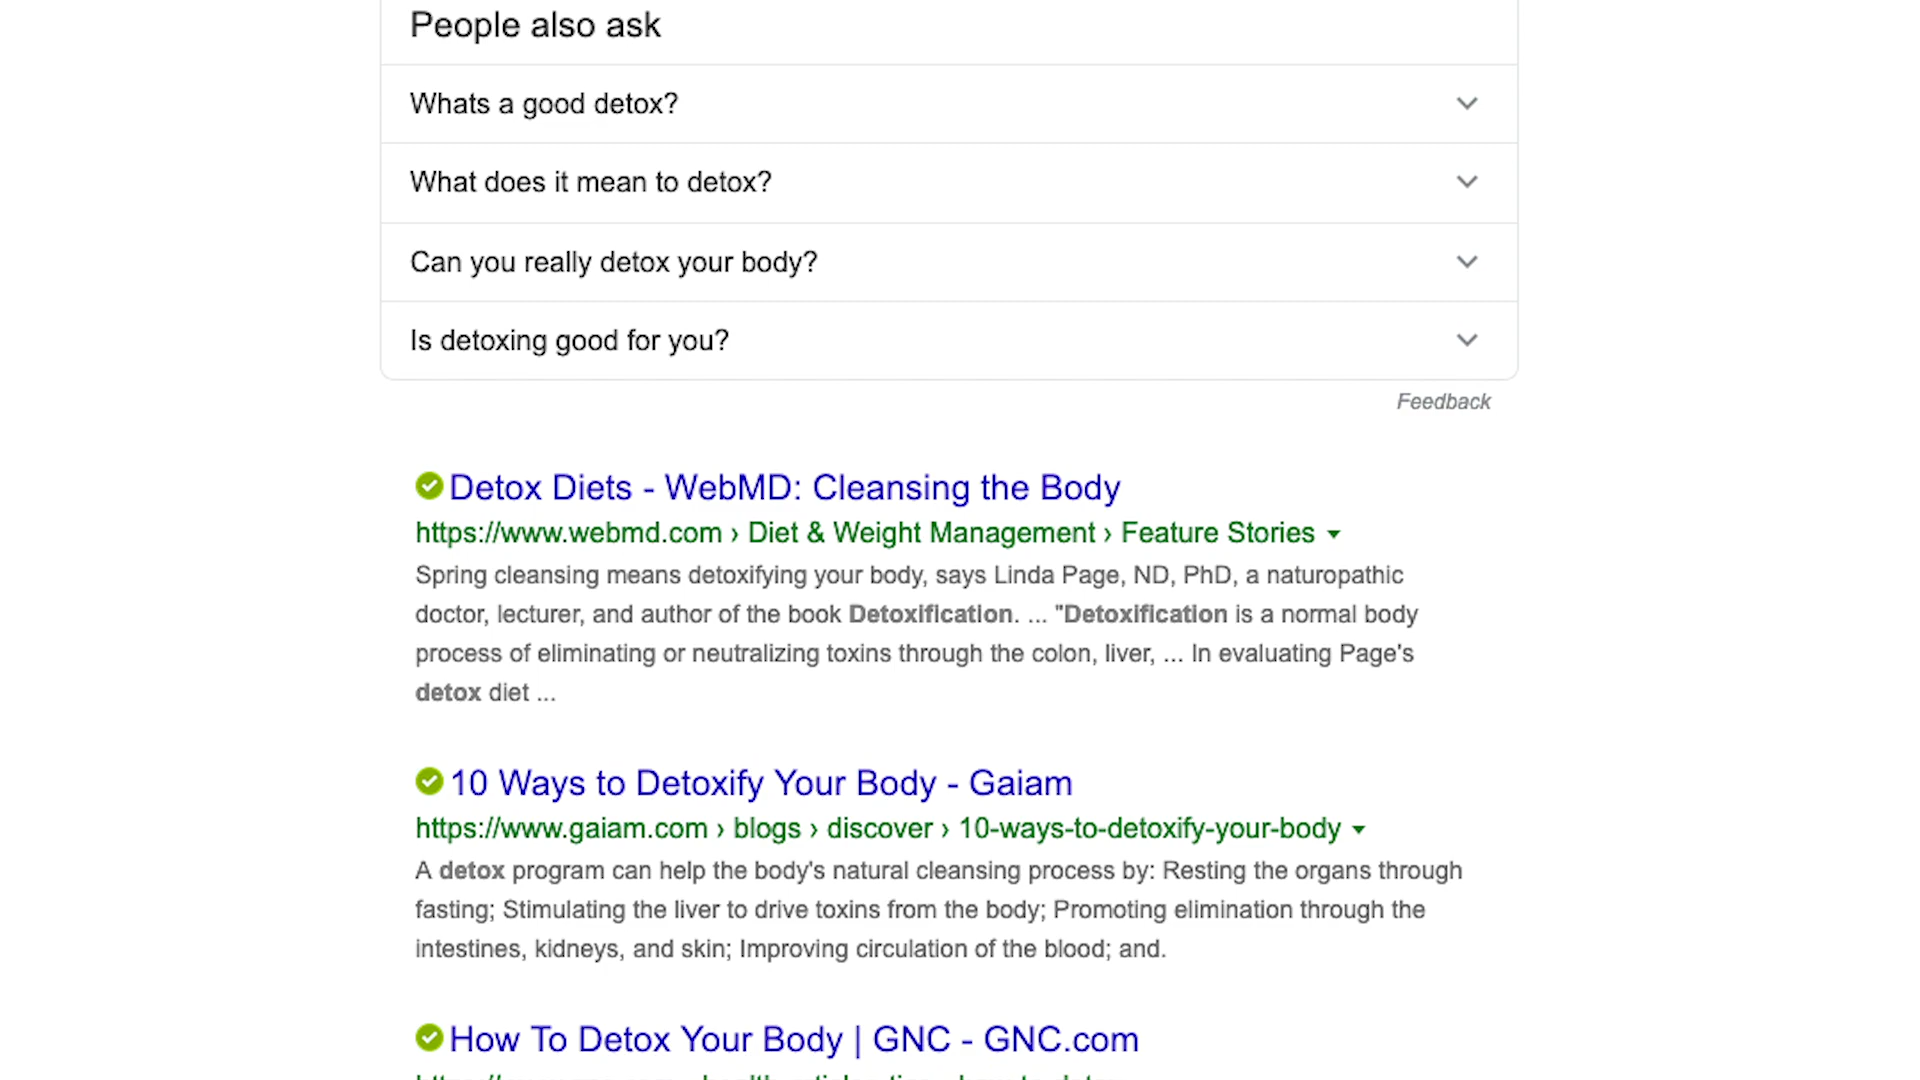 People also ask
Whats a good detox?
What does it mean to detox?
Can you really detox your body?
Is detoxing good for you?
Feedback
Detox Diets - WebMD: Cleansing the Body
https://www.webmd.com › Diet & Weight Management › Feature Stories
Spring cleansing means detoxifying your body, says Linda Page, ND, PhD, a naturopathic
doctor, lecturer, and author of the book Detoxification. ... "Detoxification is a normal body
process of eliminating or neutralizing toxins through the colon, liver, ... In evaluating Page's
detox diet ...
10 Ways to Detoxify Your Body - Gaiam
https://www.gaiam.com › blogs › discover › 10-ways-to-detoxify-your-body
A detox program can help the body's natural cleansing process by: Resting the organs through
fasting; Stimulating the liver to drive toxins from the body; Promoting elimination through the
intestines, kidneys, and skin; Improving circulation of the blood; and.
How To Detox Your Body | GNC - GNC.com